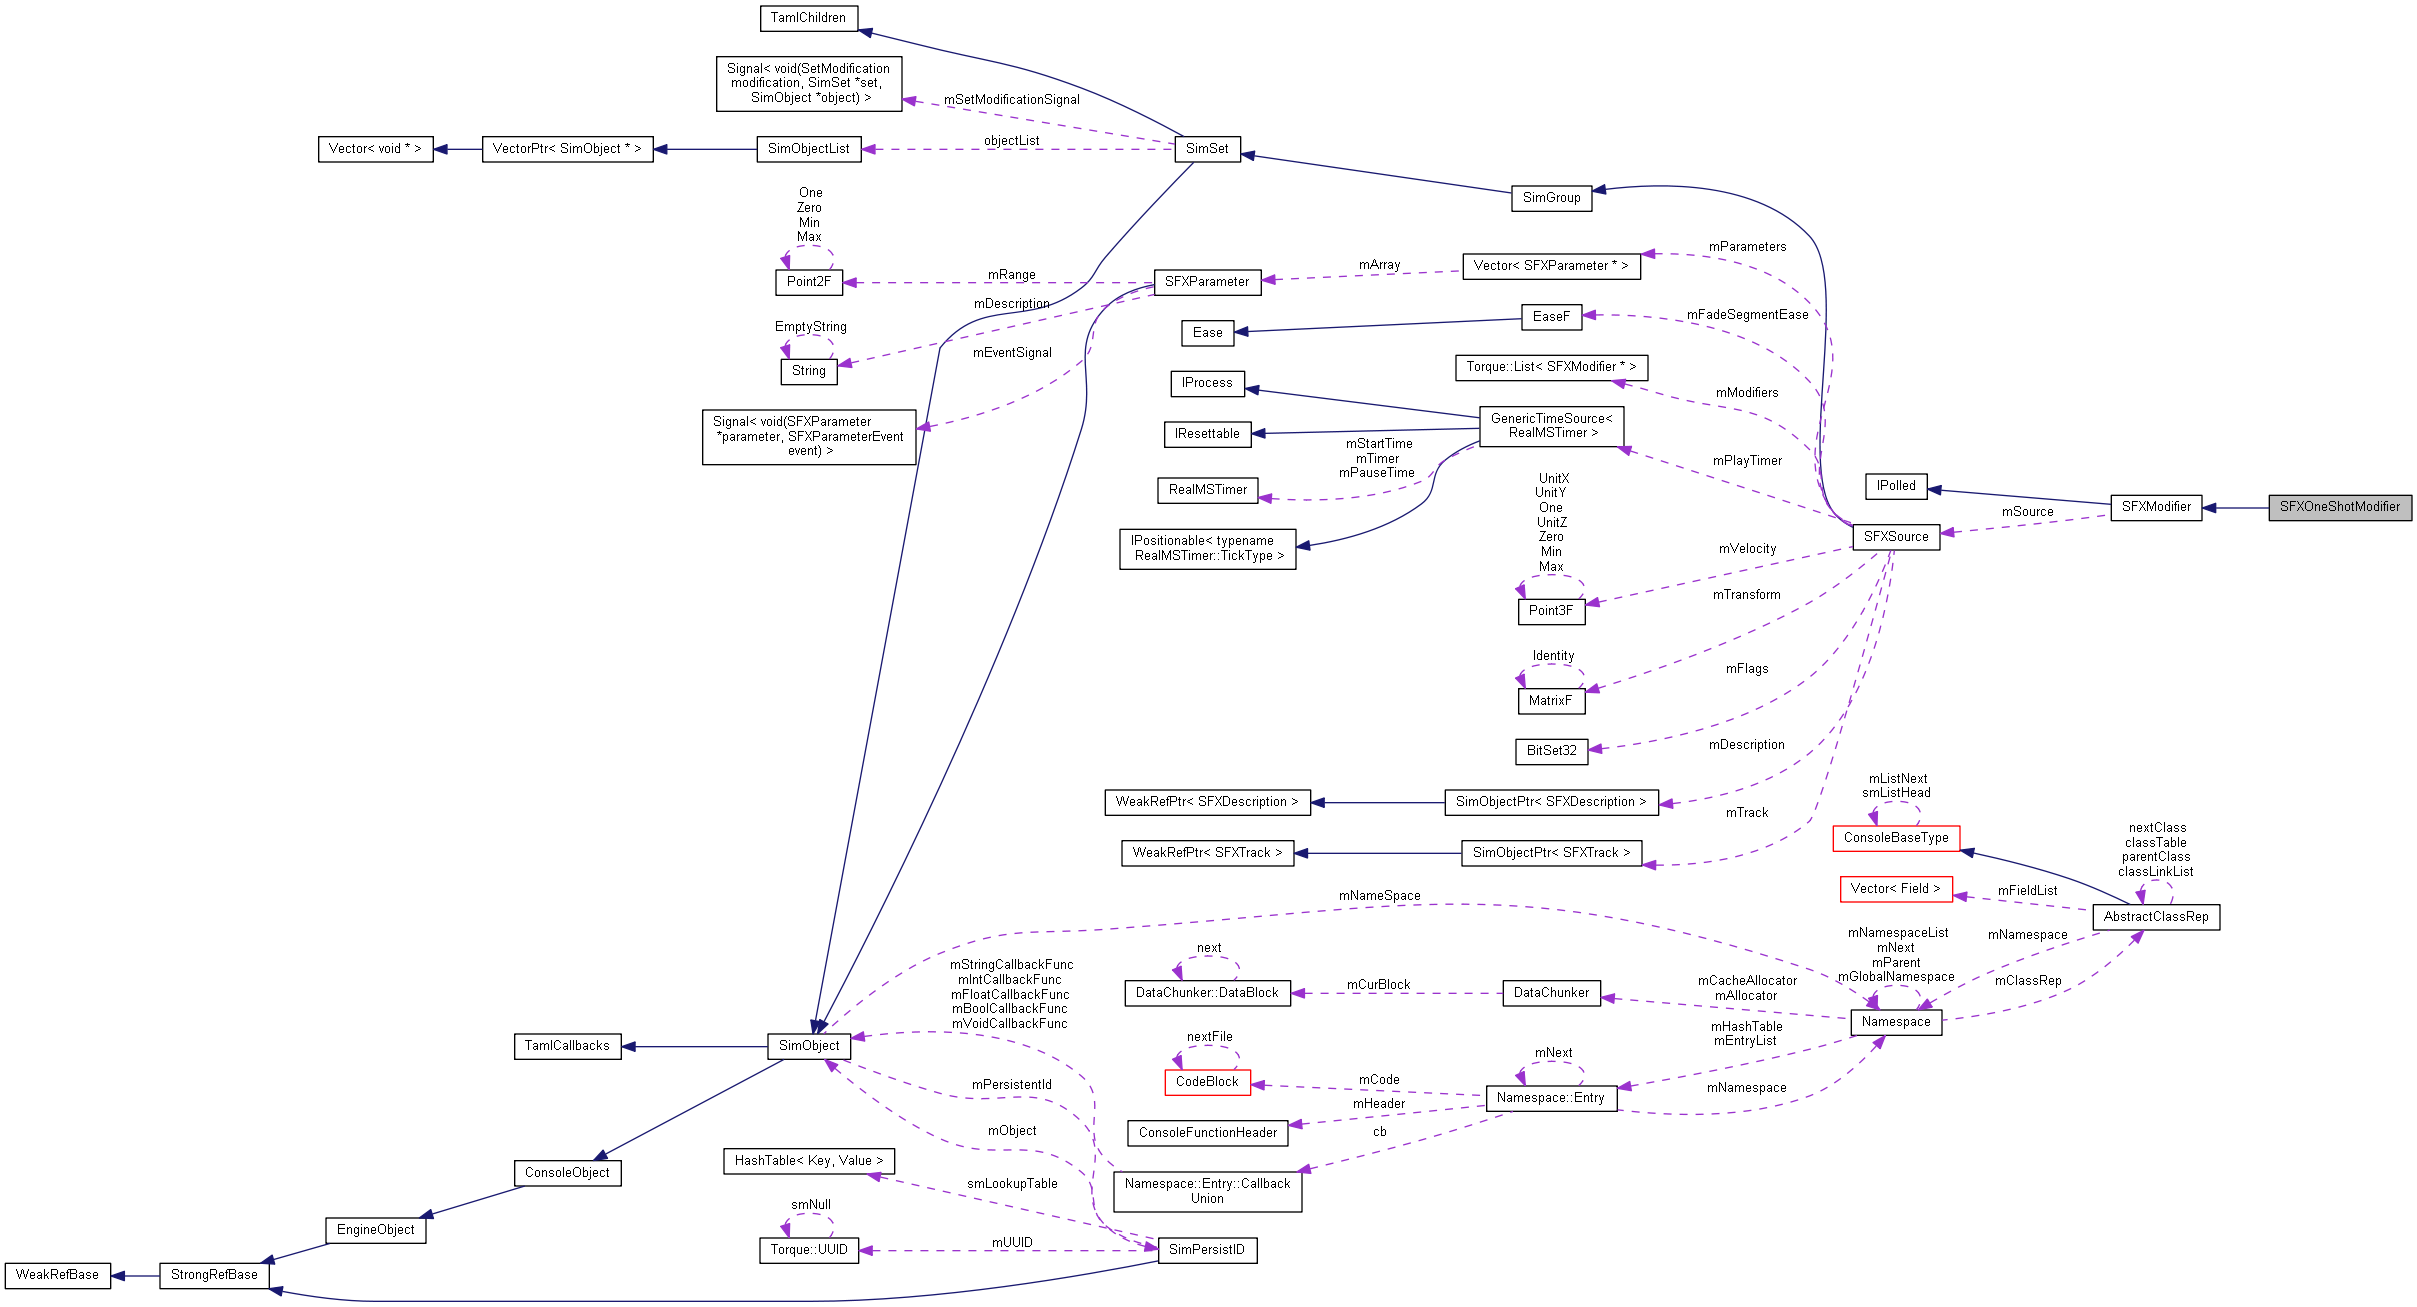 TamlChildren
Signal< void(SetModification
modification, SimSet *set,
SimObject *object) >
mSetModificationSignal
objectList
Vector< void * >
VectorPtr< SimObject * >
SimObjectList
SimSet
SimGroup
One
Zero
Min
Max
Point2F
mRange
mDescription
SFXParameter
mArray
Vector< SFXParameter * >
mParameters
EmptyString
String
mEventSignal
Ease
EaseF
mFadeSegmentEase
Torque::List< SFXModifier * >
mModifiers
IProcess
Signal< void(SFXParameter
*parameter, SFXParameterEvent
event) >
IResettable
GenericTimeSource<
RealMSTimer >
mStartTime
mTimer
mPauseTime
mPlayTimer
RealMSTimer
IPositionable< typename
RealMSTimer::TickType >
UnitX
UnitY
One
UnitZ
Zero
Min
Max
Point3F
mVelocity
IPolled
SFXModifier
SFXOneShotModifier
mSource
SFXSource
mTransform
Identity
MatrixF
mFlags
BitSet32
mDescription
WeakRefPtr< SFXDescription >
SimObjectPtr< SFXDescription >
mTrack
WeakRefPtr< SFXTrack >
SimObjectPtr< SFXTrack >
mListNext
smListHead
ConsoleBaseType
nextClass
classTable
parentClass
classLinkList
Vector< Field >
mFieldList
AbstractClassRep
mNameSpace
mNamespace
mNamespaceList
mNext
mParent
mGlobalNamespace
mClassRep
next
DataChunker::DataBlock
mCurBlock
DataChunker
mCacheAllocator
mAllocator
Namespace
mStringCallbackFunc
mIntCallbackFunc
mFloatCallbackFunc
mBoolCallbackFunc
mVoidCallbackFunc
TamlCallbacks
SimObject
nextFile
CodeBlock
mCode
mNext
mHashTable
mEntryList
Namespace::Entry
mNamespace
mPersistentId
mHeader
ConsoleFunctionHeader
cb
mObject
HashTable< Key, Value >
smLookupTable
Namespace::Entry::Callback
Union
ConsoleObject
smNull
Torque::UUID
mUUID
SimPersistID
EngineObject
WeakRefBase
StrongRefBase